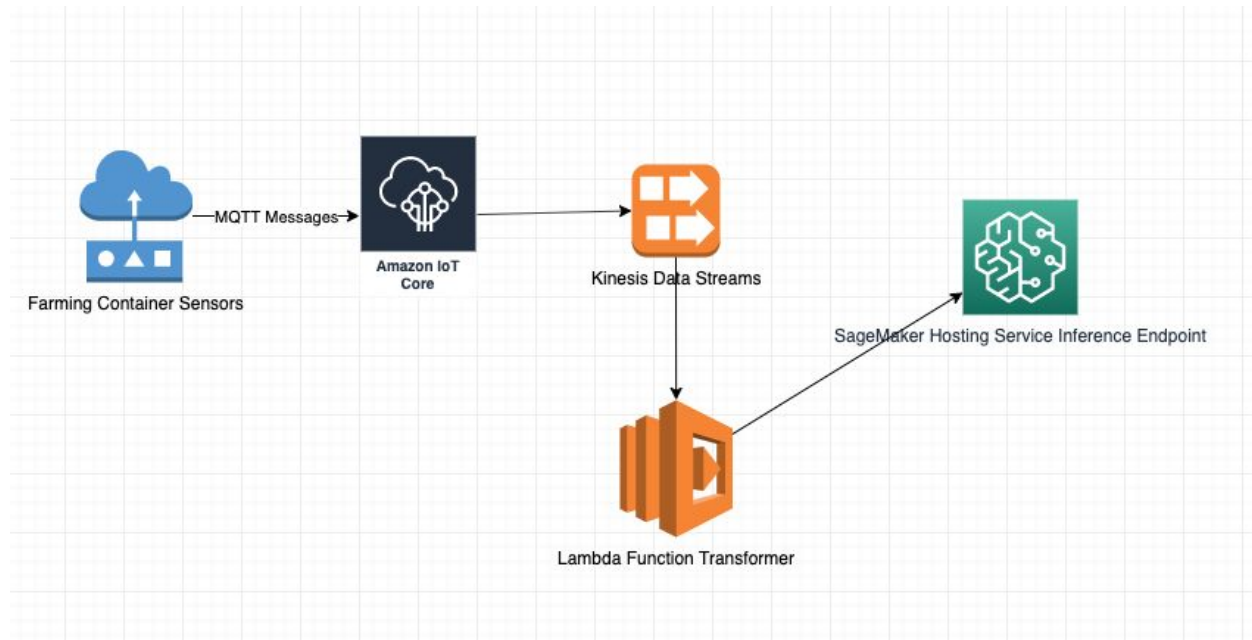 Farming Container Sensors
MQTT Messages
Amazon IoT
Core
Kinesis Data Streams
Lambda Function Transformer
SageMaker Hosting Service Inference Endpoint